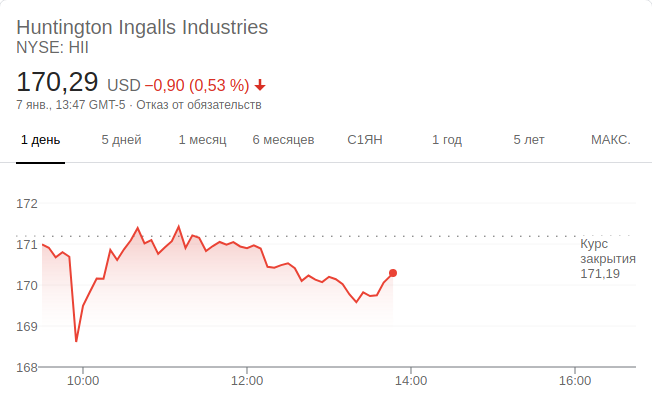 Huntington Ingalls Industries
NYSE: HII
170,29 USD −0,90 (0,53 %)
7 янв., 13:47 GMT-5 · Отказ от обязательств
1 день 5 дней 1 месяц 6 месяцев С1ЯН 1 год 5 лет МАКС.
172
171
170
169
168
Курс
закрытия
171,19
10:00 12:00 14:00 16:00